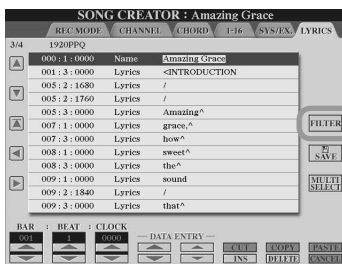 SONG CREATOR : Amazing Grace
REC MODE CHANNEL CHORD 1-16 SYS/EX. LYRICS
3/4 1920PPQ
000 : 1 : 0000 Name Amazing Grace
001 : 3 : 0000 Lyrics <INTRODUCTION
005 : 2 : 1680 Lyrics /
005 : 2 : 1760 Lyrics /
005 : 3 : 0000 Lyrics Amazing^
007 : 1 : 0000 Lyrics grace,^
007 : 3 : 0000 Lyrics how^
008 : 1 : 0000 Lyrics sweet^
008 : 3 : 0000 Lyrics the^
009 : 1 : 0000 Lyrics sound
009 : 2 : 1840 Lyrics /
009 : 3 : 0000 Lyrics that^
FILTER
SAVE
MULTI
SELECT
BAR : BEAT : CLOCK
DATA ENTRY
001 1 0000
CUT COPY PASTE
INS DELETE CANCEL